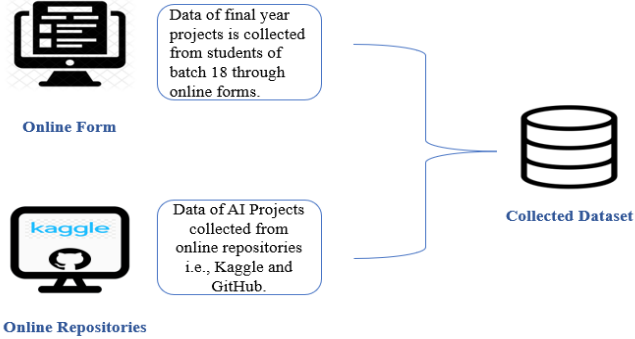 Data of final year
projects is collected
from students of
batch 18 through
online forms.
Online Form
kaggle
Data of AI Projects
collected from
online repositories
i.e., Kaggle and
GitHub.
Online Repositories
Collected Dataset